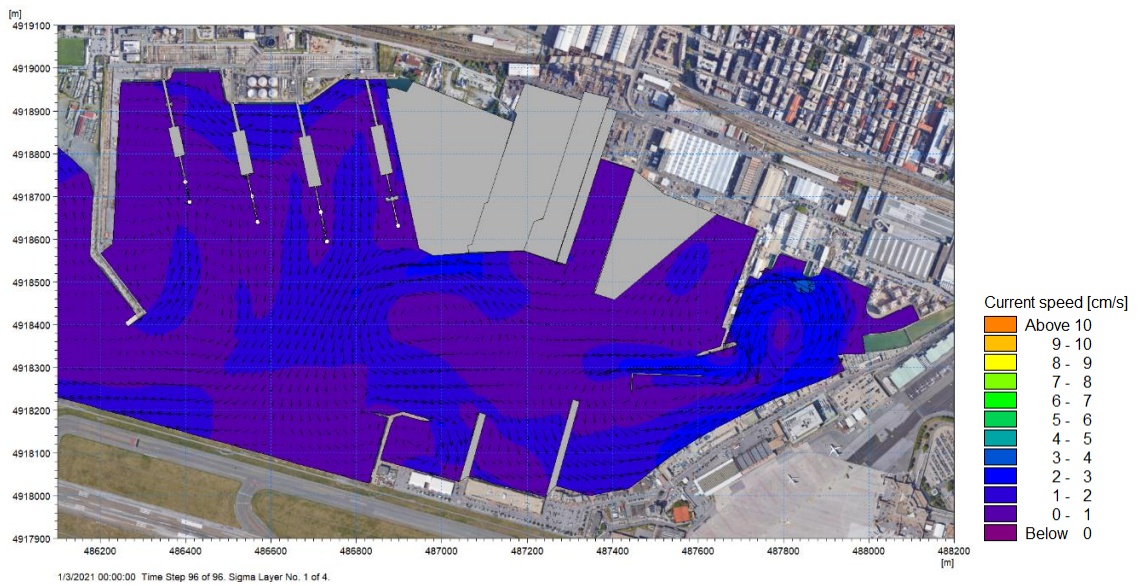 [m]
4919100
4919000
4918900
4918800
4918700
4918600
4918500
4918400
4918300
4918200
4918100
4918000
4917900
486200 486400 486600 486800 487000 487200 487400 487600 487800 488000 488200
[m]
Current speed [cm/s]
Above 10
9 - 10
8 - 9
7 - 8
6 - 7
5 - 6
4 - 5
3 - 4
2 - 3
1 - 2
0 - 1
Below 0
1/3/2021 00:00:00 Time Step 96 of 96. Sigma Layer No. 1 of 4.